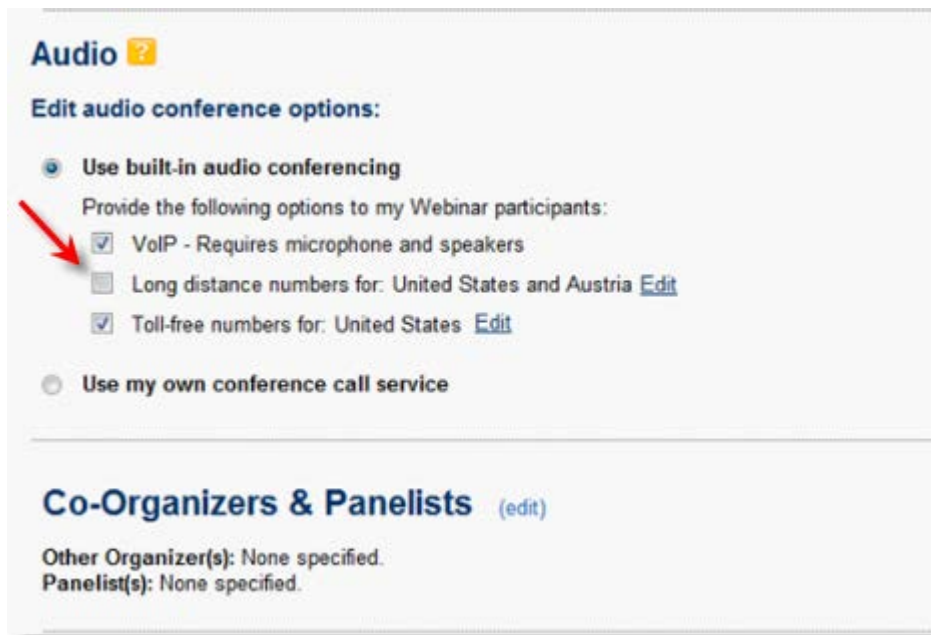 Audio ?
Edit audio conference options:
Use built-in audio conferencing
Provide the following options to my Webinar participants:
VoIP - Requires microphone and speakers
Long distance numbers for: United States and Austria Edit
Toll-free numbers for: United States Edit
Use my own conference call service
Co-Organizers & Panelists (edit)
Other Organizer(s): None specified.
Panelist(s): None specified.